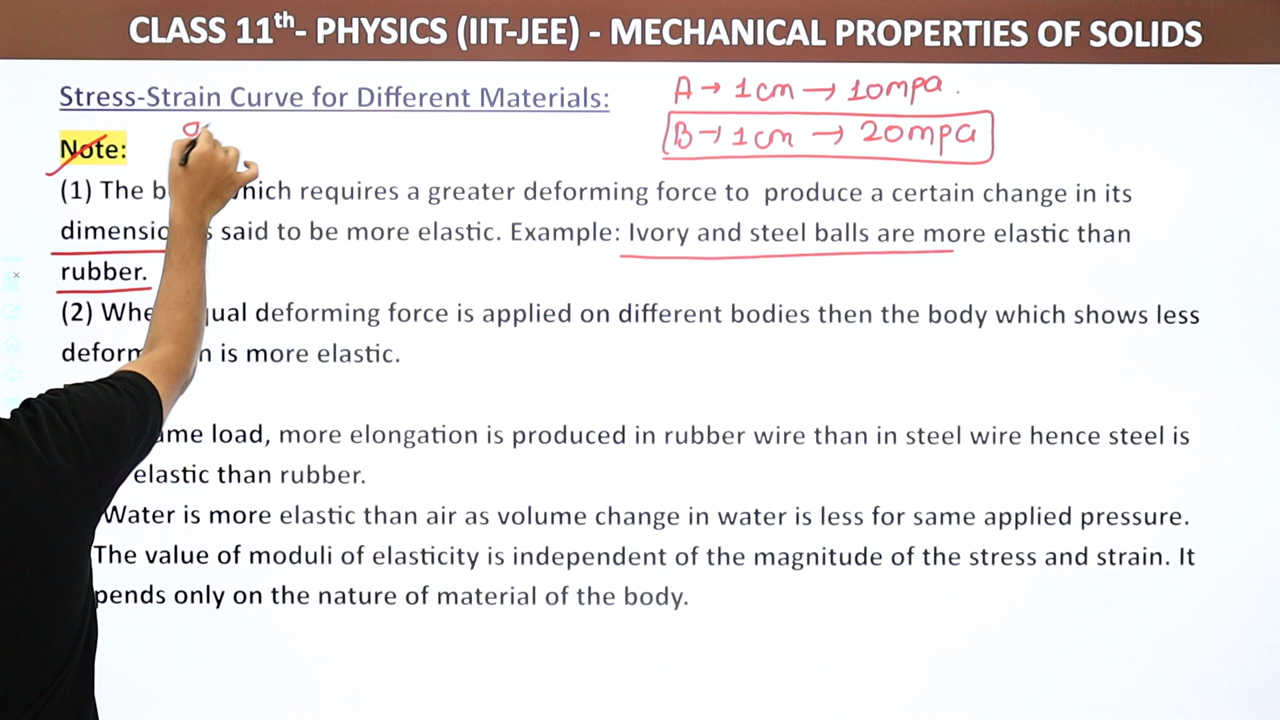 CLASS 11th- PHYSICS (IIT-JEE) - MECHANICAL PROPERTIES OF SOLIDS
Stress-Strain Curve for Different Materials:
A → 1cm → 10mpa.
B → 1cm → 20mpa
Note:
(1) The which requires a greater deforming force to produce a certain change in its
said to be more elastic. Example: Ivory and steel balls are more elastic than
rubber.
(2) deforming force is applied on different bodies then the body which shows less
is more elastic.
load, more elongation is produced in rubber wire than in steel wire hence steel is
elastic than rubber.
Water is more elastic than air as volume change in water is less for same applied pressure.
The value of moduli of elasticity is independent of the magnitude of the stress and strain. It
only on the nature of material of the body.